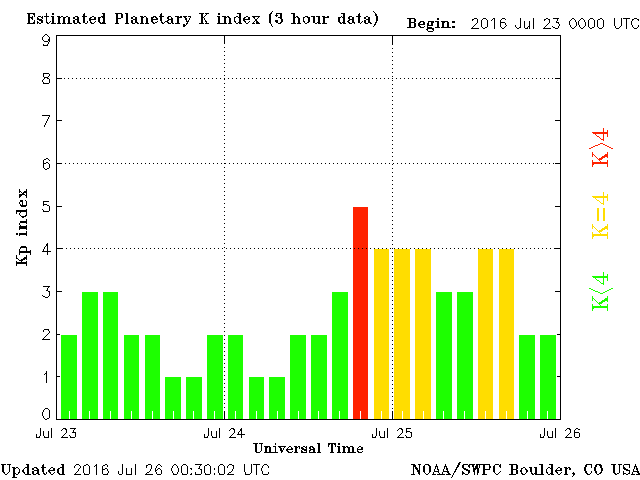 Estimated Planetary K index (3 hour data)
Begin: 2016 Jul 23 0000 UTC
9
8
7
6
5
4
3
2
1
0
Kp index
K>4
K=4
K<4
Jul 23
Jul 24
Jul 25
Jul 26
Universal Time
Updated 2016 Jul 26 00:30:02 UTC
NOAA/SWPC Boulder, CO USA